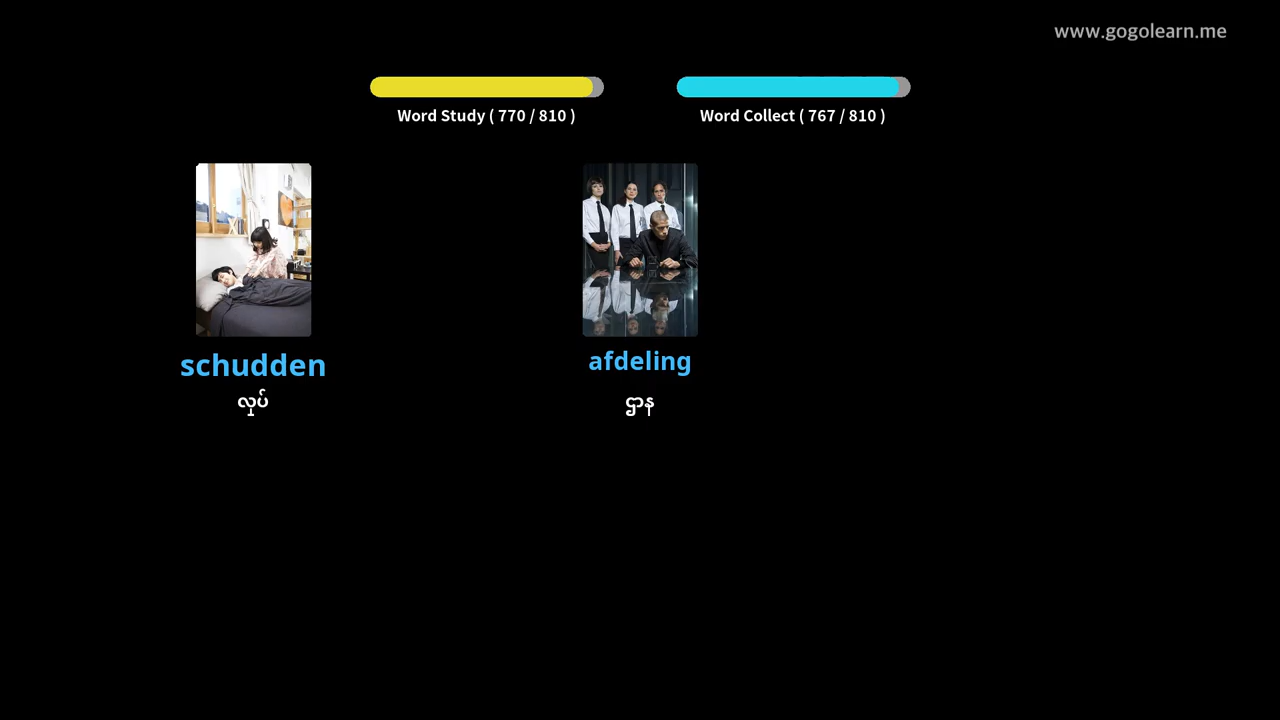 www.gogolearn.me
Word Study ( 770 / 810 )
Word Collect ( 767 / 810 )
schudden
လှုပ်
afdeling
ဌာန